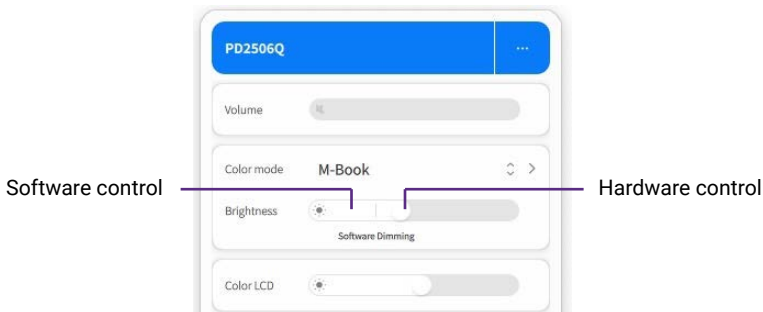 PD2506Q ...
Volume
Color mode M-Book
Software control Hardware control
Brightness
Software Dimming
Color LCD